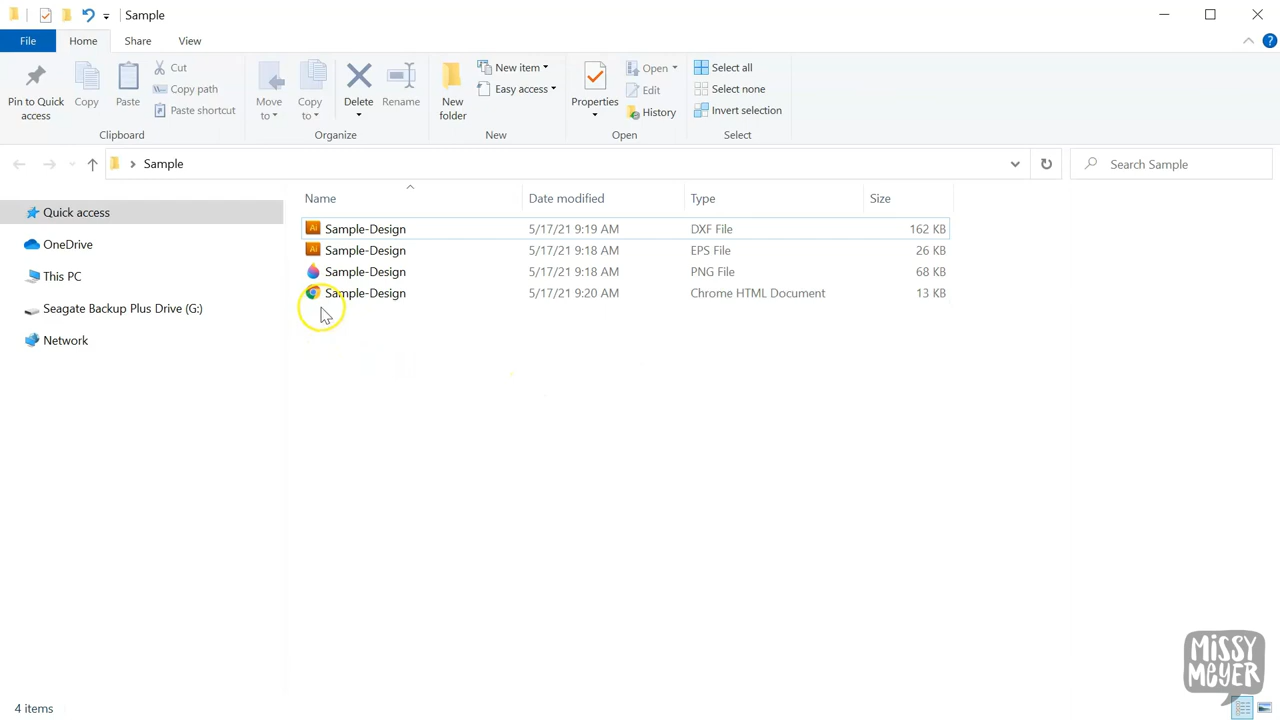 Sample
File Home Share View
Pin to Quick access
Copy
Paste
Cut
Copy path
Paste shortcut
Clipboard
Move to
Copy to
Delete
Rename
Organize
New folder
New item
Easy access
New
Properties
Open
Edit
History
Open
Select all
Select none
Invert selection
Select
Sample
Search Sample
Quick access
OneDrive
This PC
Seagate Backup Plus Drive (G:)
Network
Name Date modified Type Size
Ai Sample-Design 5/17/21 9:19 AM DXF File 162 KB
Ai Sample-Design 5/17/21 9:18 AM EPS File 26 KB
Sample-Design 5/17/21 9:18 AM PNG File 68 KB
Sample-Design 5/17/21 9:20 AM Chrome HTML Document 13 KB
4 items
MISSY
MEYER